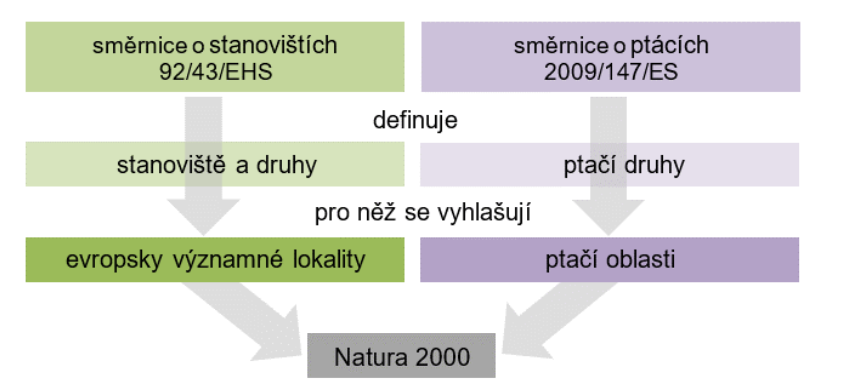 směrnice o stanovištích
92/43/EHS
směrnice o ptácích
2009/147/ES
definuje
stanoviště a druhy
ptačí druhy
pro něž se vyhlašují
evropsky významné lokality
ptačí oblasti
Natura 2000